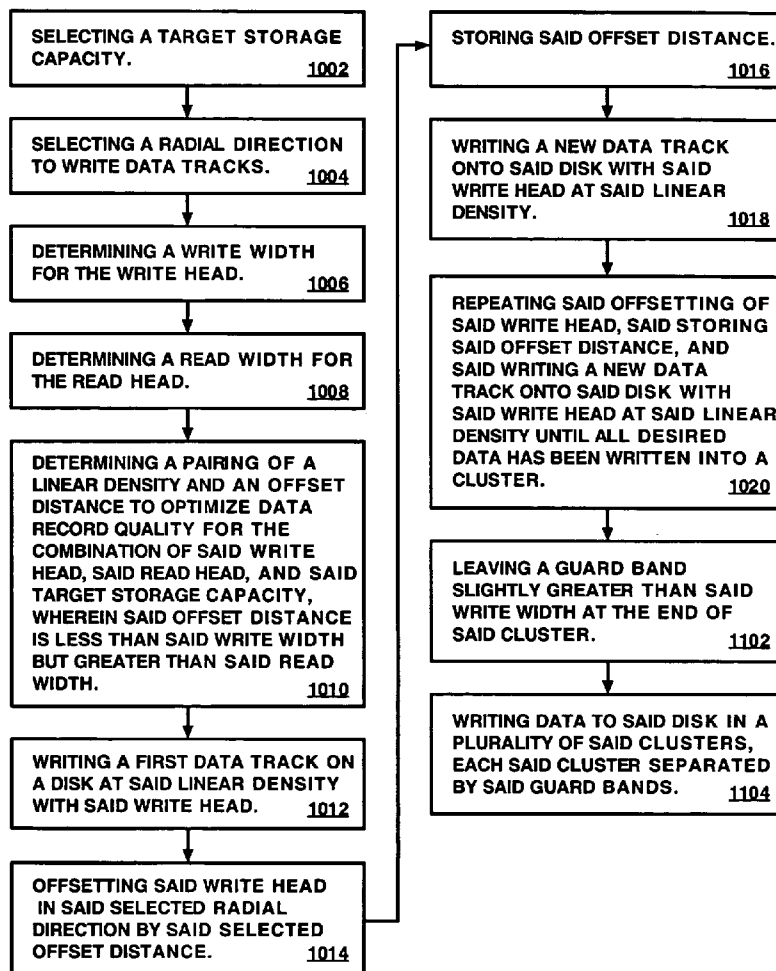 SELECTING A TARGET STORAGE
CAPACITY.
1002
SELECTING A RADIAL DIRECTION
TO WRITE DATA TRACKS.
1004
DETERMINING A WRITE WIDTH
FOR THE WRITE HEAD.
1006
DETERMINING A READ WIDTH FOR
THE READ HEAD.
1008
DETERMINING A PAIRING OF A
LINEAR DENSITY AND AN OFFSET
DISTANCE TO OPTIMIZE DATA
RECORD QUALITY FOR THE
COMBINATION OF SAID WRITE
HEAD, SAID READ HEAD, AND SAID
TARGET STORAGE CAPACITY,
WHEREIN SAID OFFSET DISTANCE
IS LESS THAN SAID WRITE WIDTH
BUT GREATER THAN SAID READ
WIDTH.
1010
WRITING A FIRST DATA TRACK ON
A DISK AT SAID LINEAR DENSITY
WITH SAID WRITE HEAD.
1012
OFFSETTING SAID WRITE HEAD
IN SAID SELECTED RADIAL
DIRECTION BY SAID SELECTED
OFFSET DISTANCE.
1014
STORING SAID OFFSET DISTANCE.
1016
WRITING A NEW DATA TRACK
ONTO SAID DISK WITH SAID
WRITE HEAD AT SAID LINEAR
DENSITY.
1018
REPEATING SAID OFFSETTING OF
SAID WRITE HEAD, SAID STORING
SAID OFFSET DISTANCE, AND
SAID WRITING A NEW DATA
TRACK ONTO SAID DISK WITH
SAID WRITE HEAD AT SAID LINEAR
DENSITY UNTIL ALL DESIRED
DATA HAS BEEN WRITTEN INTO A
CLUSTER.
1020
LEAVING A GUARD BAND
SLIGHTLY GREATER THAN SAID
WRITE WIDTH AT THE END OF
SAID CLUSTER.
1102
WRITING DATA TO SAID DISK IN A
PLURALITY OF SAID CLUSTERS,
EACH SAID CLUSTER SEPARATED
BY SAID GUARD BANDS.
1104